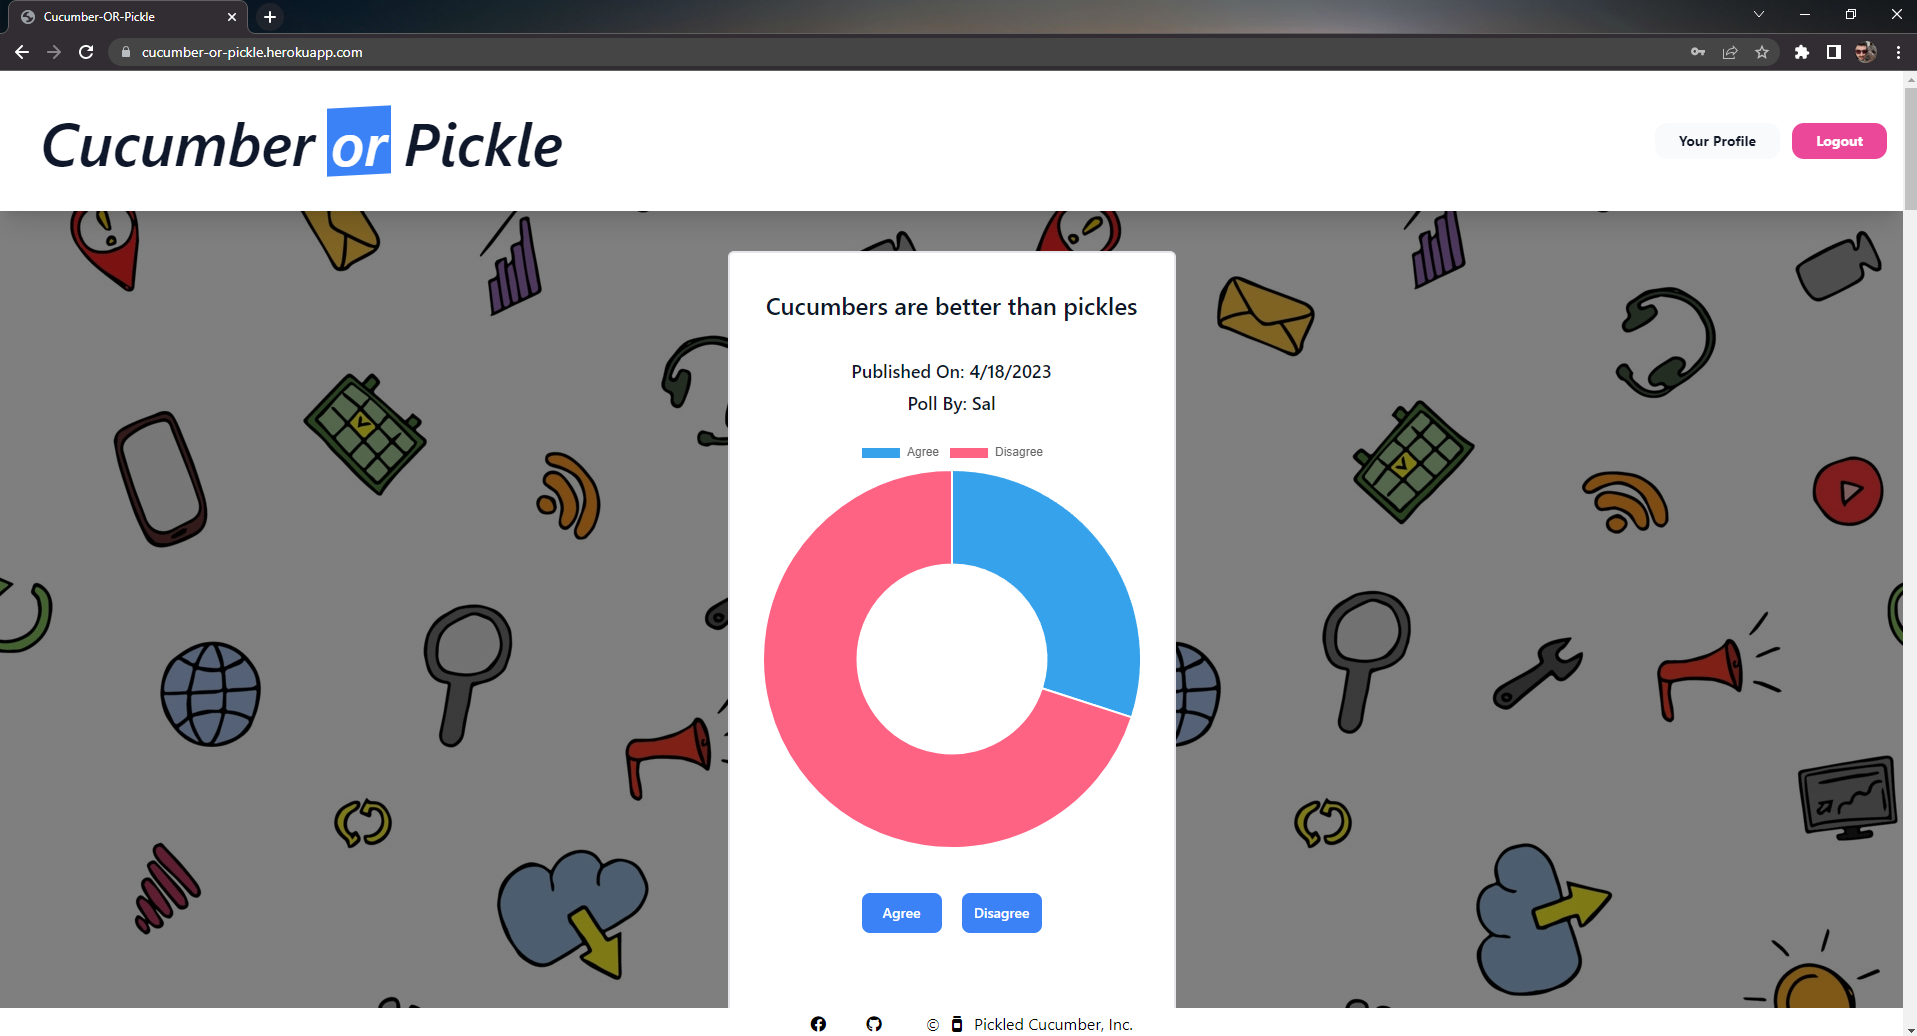 Cucumber-OR-Pickle
cucumber-or-pickle.herokuapp.com
Cucumber or Pickle
Your Profile
Logout
Cucumbers are better than pickles
Published On: 4/18/2023
Poll By: Sal
Agree Disagree
Agree
Disagree
© Pickled Cucumber, Inc.